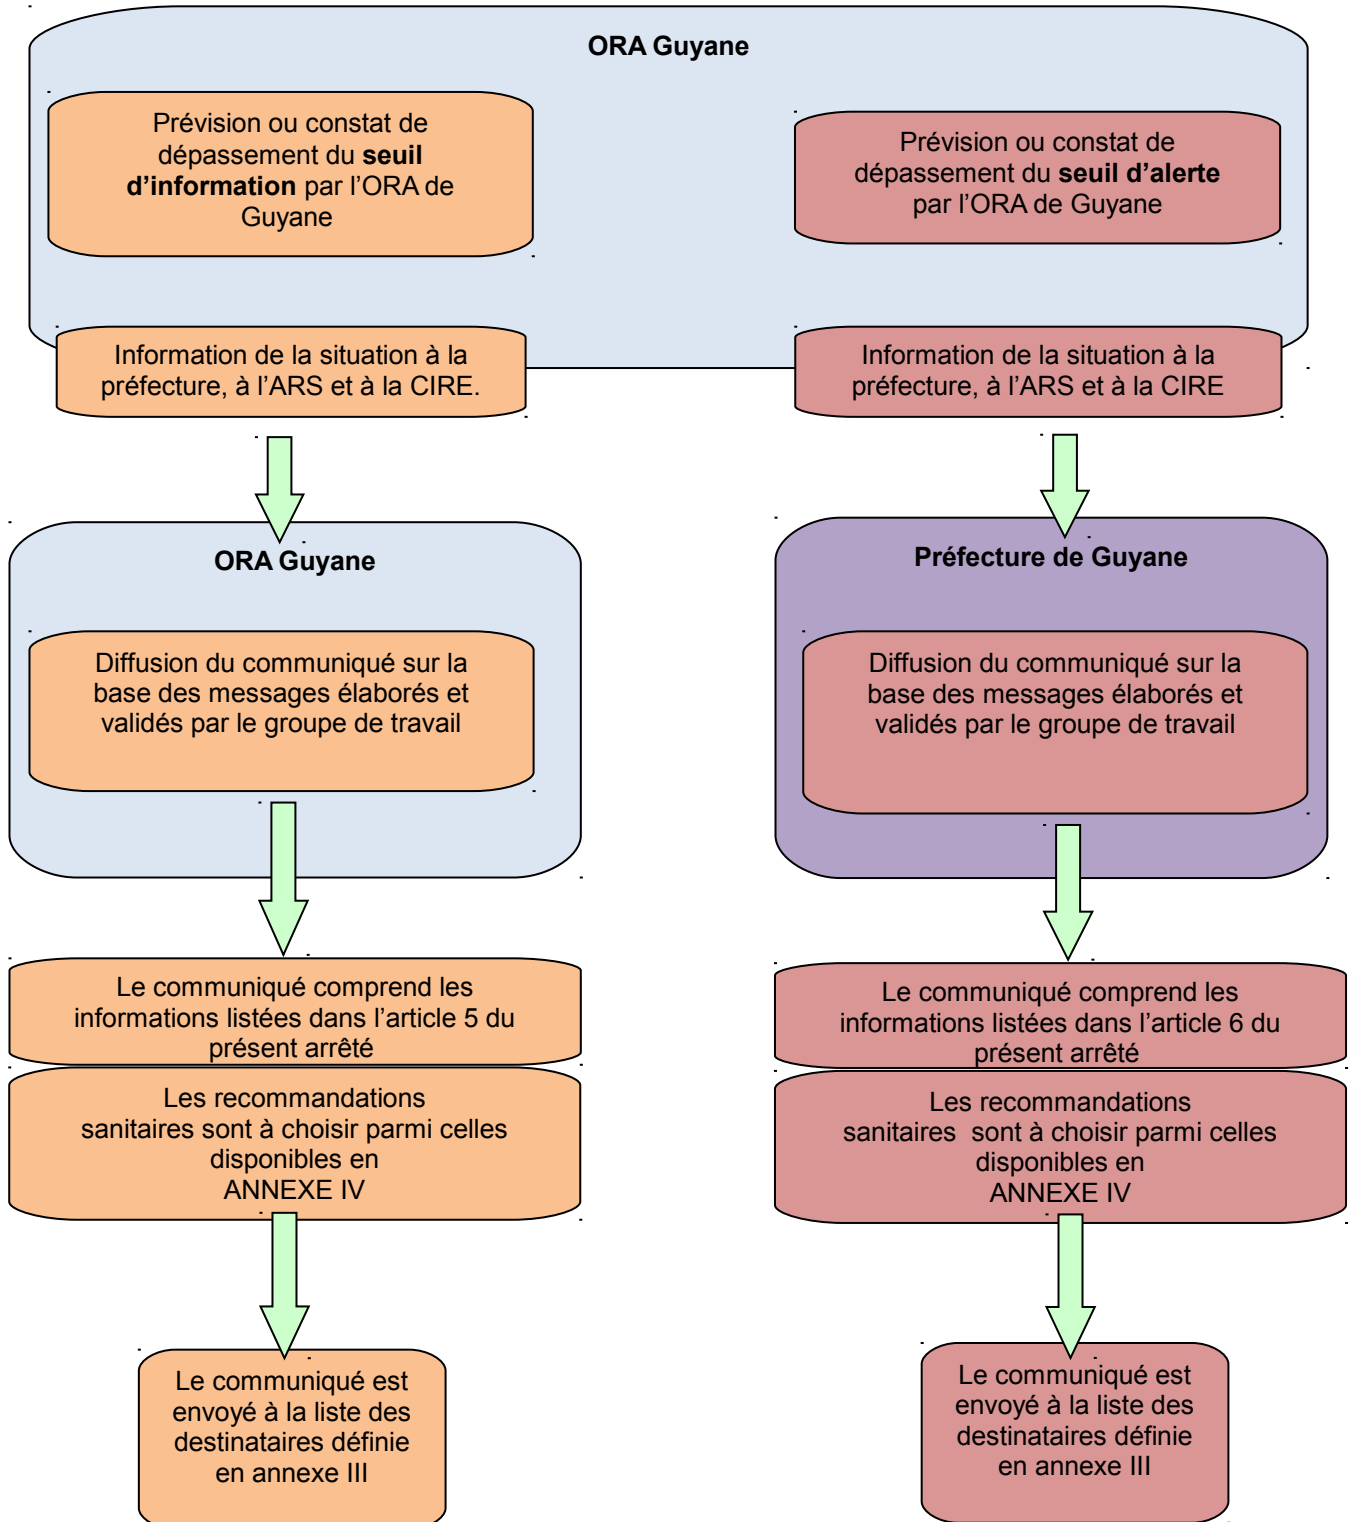 ORA Guyane
Prévision ou constat de
dépassement du seuil
d’information par l’ORA de
Guyane
Prévision ou constat de
dépassement du seuil d’alerte
par l’ORA de Guyane
Information de la situation à la
préfecture, à l’ARS et à la CIRE.
Information de la situation à la
préfecture, à l’ARS et à la CIRE
ORA Guyane
Diffusion du communiqué sur la
base des messages élaborés et
validés par le groupe de travail
Préfecture de Guyane
Diffusion du communiqué sur la
base des messages élaborés et
validés par le groupe de travail
Le communiqué comprend les
informations listées dans l’article 5 du
présent arrêté
Le communiqué comprend les
informations listées dans l’article 6 du
présent arrêté
Les recommandations
sanitaires sont à choisir parmi celles
disponibles en
ANNEXE IV
Les recommandations
sanitaires  sont à choisir parmi celles
disponibles en
ANNEXE IV
Le communiqué est
envoyé à la liste des
destinataires définie
en annexe III
Le communiqué est
envoyé à la liste des
destinataires définie
en annexe III